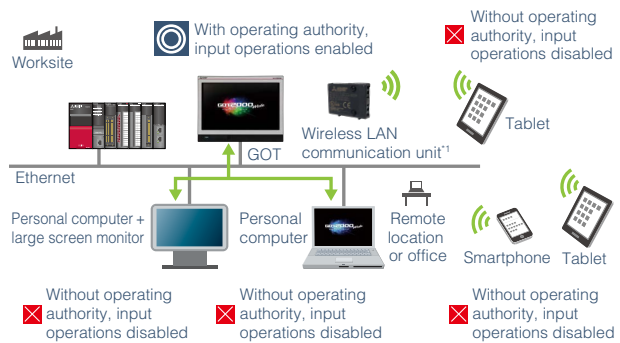 With operating authority,
input operations enabled
Without operating
authority, input
operations disabled
Worksite
GOT2000
GOT
Wireless LAN
communication unit*1
Tablet
Ethernet
Personal computer +
large screen monitor
Personal
computer
GOT2000
Remote
location
or office
Smartphone
Tablet
Without operating
authority, input
operations disabled
Without operating
authority, input
operations disabled
Without operating
authority, input
operations disabled